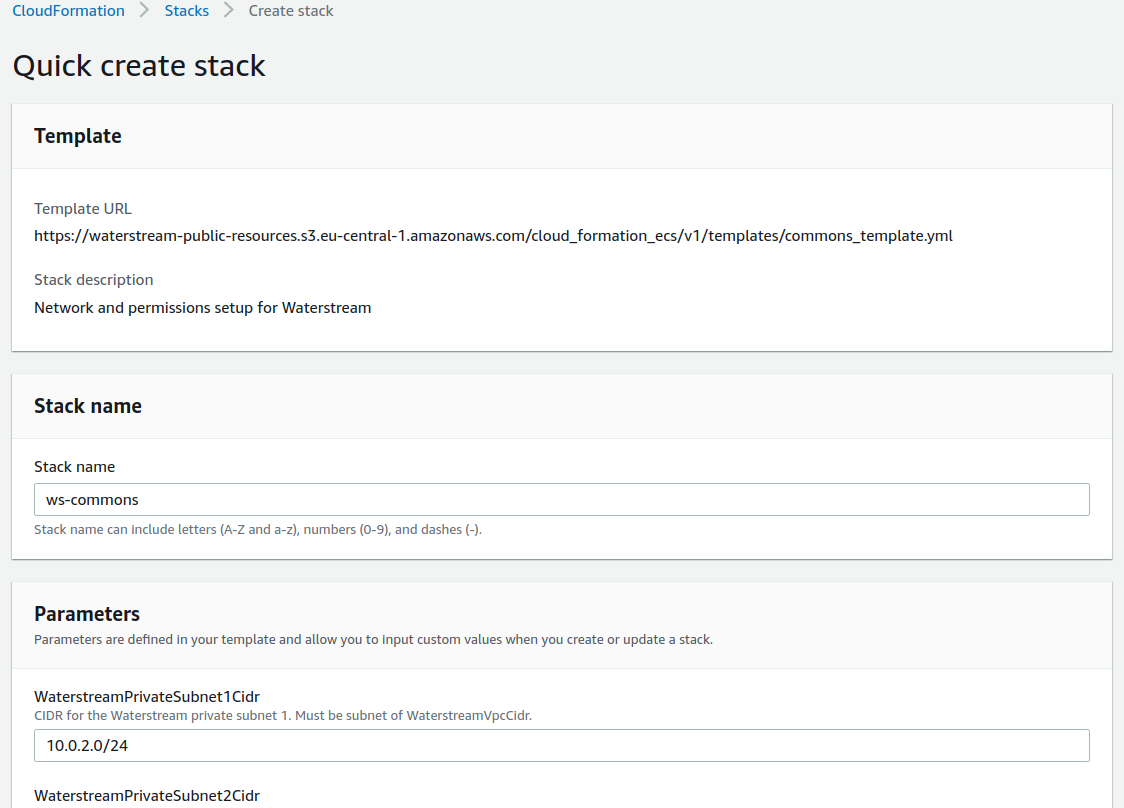 CloudFormation > Stacks > Create stack
Quick create stack
Template
Template URL
https://waterstream-public-resources.s3.eu-central-1.amazonaws.com/cloud_formation_ecs/v1/templates/commons_template.yml
Stack description
Network and permissions setup for Waterstream
Stack name
Stack name
ws-commons
Stack name can include letters (A-Z and a-z), numbers (0-9), and dashes (-).
Parameters
Parameters are defined in your template and allow you to input custom values when you create or update a stack.
WaterstreamPrivateSubnet1Cidr
CIDR for the Waterstream private subnet 1. Must be subnet of WaterstreamVpcCidr.
10.0.2.0/24
WaterstreamPrivateSubnet2Cidr